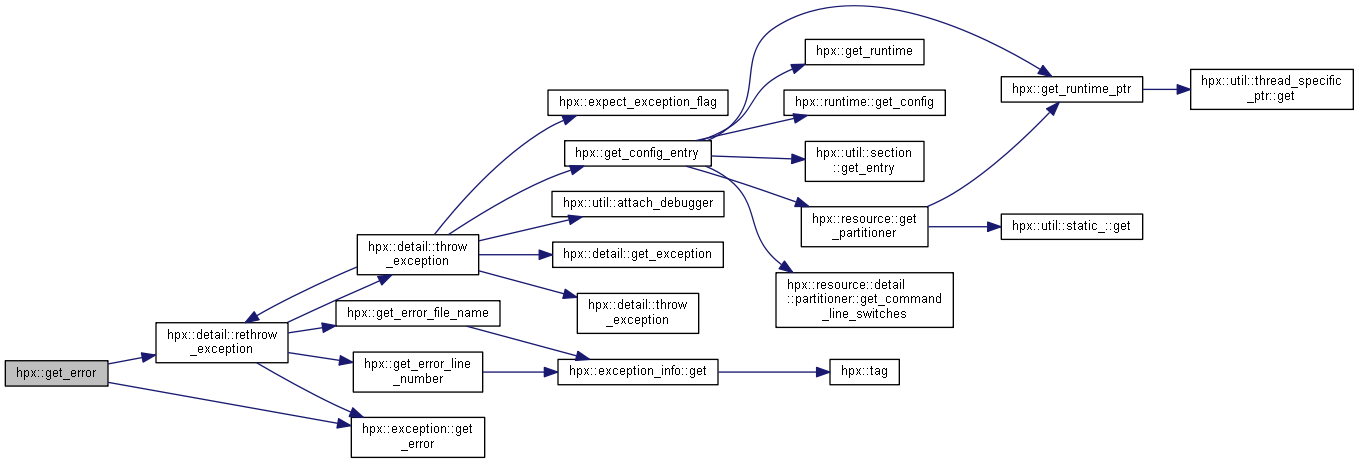 hpx::get_error
hpx::detail::rethrow
_exception
hpx::detail::throw
_exception
hpx::get_error_file_name
hpx::get_error_line
_number
hpx::exception::get
_error
hpx::expect_exception_flag
hpx::get_config_entry
hpx::util::attach_debugger
hpx::detail::get_exception
hpx::detail::throw
_exception
hpx::exception_info::get
hpx::get_runtime
hpx::runtime::get_config
hpx::util::section
::get_entry
hpx::resource::get
_partitioner
hpx::resource::detail
::partitioner::get_command
_line_switches
hpx::tag
hpx::get_runtime_ptr
hpx::util::static_::get
hpx::util::thread_specific
_ptr::get